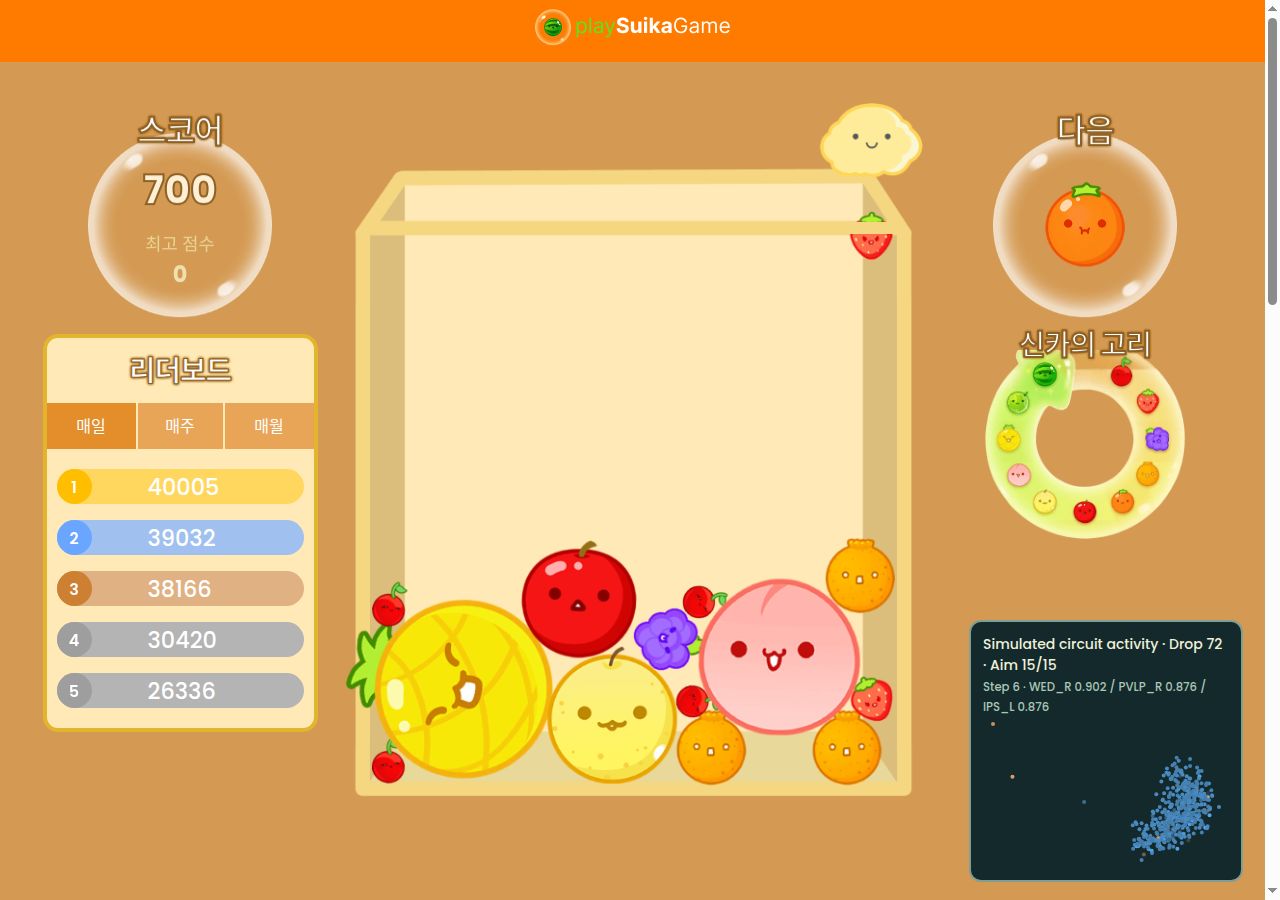 playSuikaGame
스코어
700
최고 점수
0
리더보드
매일 매주 매월
1 40005
2 39032
3 38166
4 30420
5 26336
다음
신카의 고리
Simulated circuit activity · Drop 72
· Aim 15/15
Step 6 · WED_R 0.902 / PVLP_R 0.876 /
IPS_L 0.876